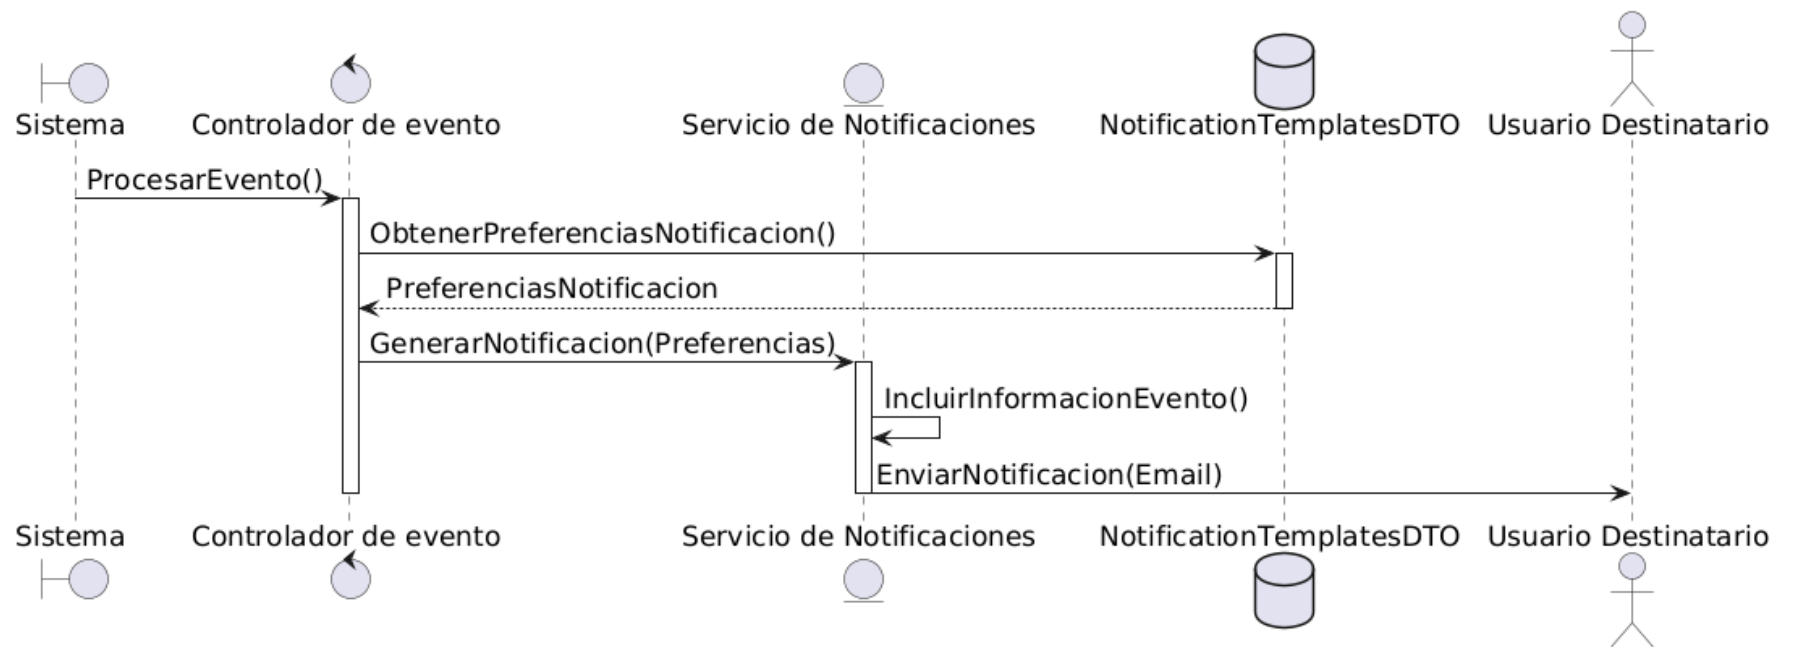 Sistema
Controlador de evento
Servicio de Notificaciones
NotificationTemplatesDTO
Usuario Destinatario
ProcesarEvento()
ObtenerPreferenciasNotificacion()
PreferenciasNotificacion
GenerarNotificacion(Preferencias)
IncluirInformacionEvento()
EnviarNotificacion(Email)
Sistema
Controlador de evento
Servicio de Notificaciones
NotificationTemplatesDTO
Usuario Destinatario